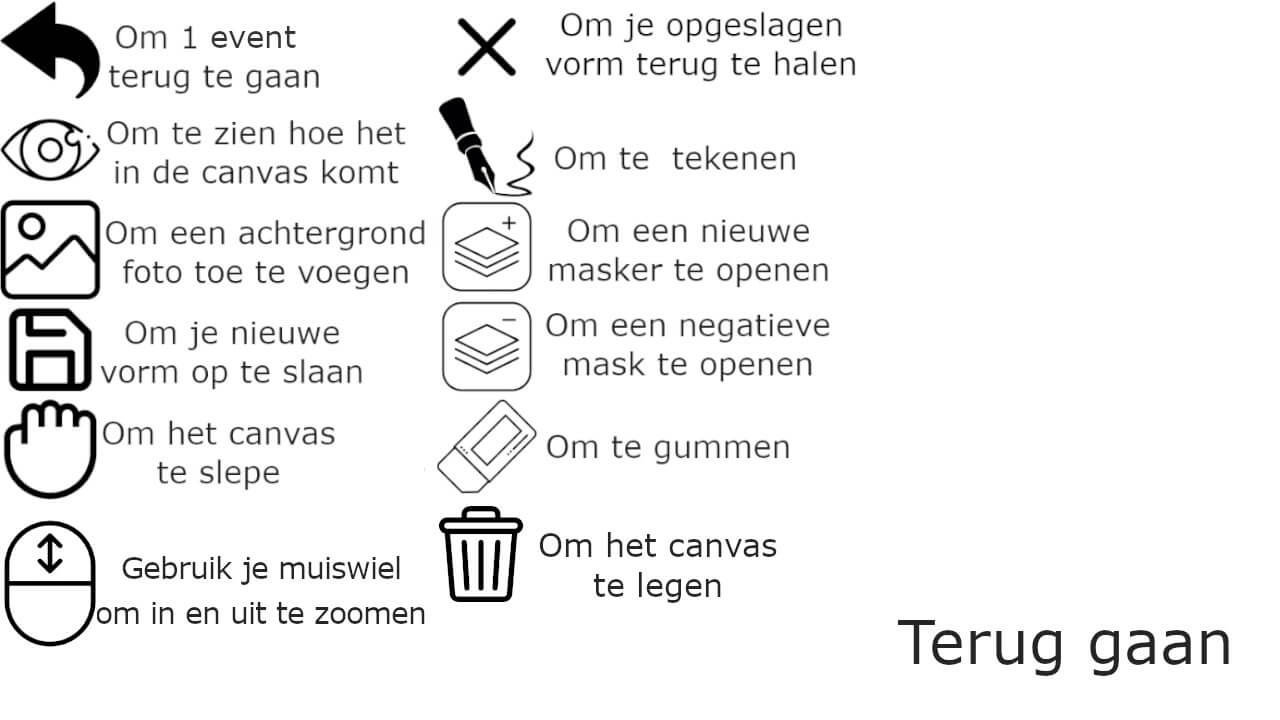 Om 1 event
terug te gaan
Om te zien hoe het
in de canvas komt
Om een achtergrond
foto toe te voegen
Om je nieuwe
vorm op te slaan
Om het canvas
te slepe
Gebruik je muiswiel
om in en uit te zoomen
Om je opgeslagen
vorm terug te halen
Om te  tekenen
Om een nieuwe
masker te openen
Om een negatieve
mask te openen
Om te gummen
Om het canvas
te legen
Terug gaan